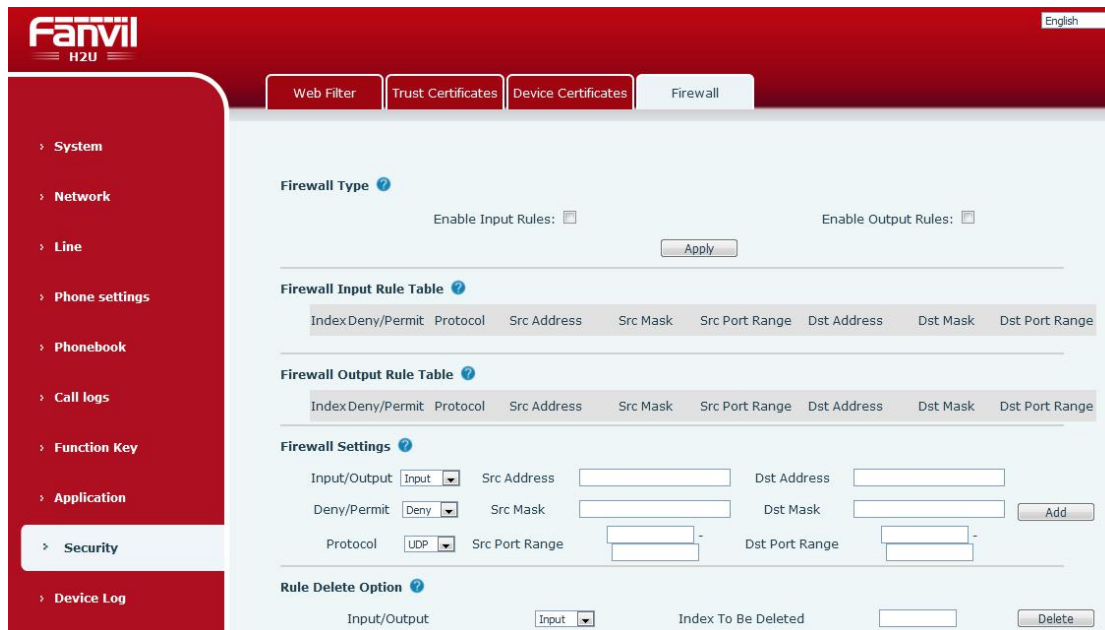 Fanvil
H2U
English
Web Filter
Trust Certificates
Device Certificates
Firewall
System
Network
Line
Phone settings
Phonebook
Call logs
Function Key
Application
Security
Device Log
Firewall Type
Enable Input Rules:
Enable Output Rules:
Apply
Firewall Input Rule Table
Index Deny/Permit Protocol Src Address Src Mask Src Port Range Dst Address Dst Mask Dst Port Range
Firewall Output Rule Table
Index Deny/Permit Protocol Src Address Src Mask Src Port Range Dst Address Dst Mask Dst Port Range
Firewall Settings
Input/Output Input Src Address Dst Address
Deny/Permit Deny Src Mask Dst Mask Add
Protocol UDP Src Port Range - Dst Port Range -
Rule Delete Option
Input/Output Input Index To Be Deleted Delete